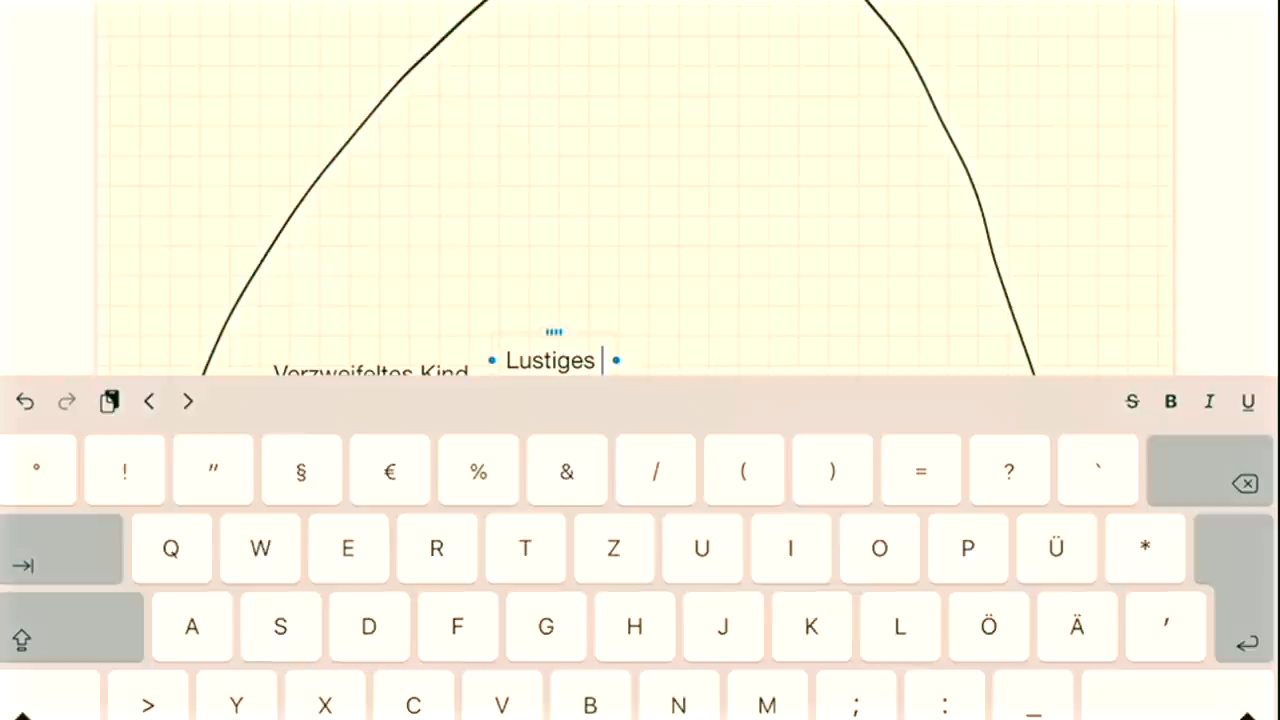 Lustiges
Verzweifeltes Kind
S B I U
° ! " § € % & / ( ) = ? `
Q W E R T Z U I O P Ü *
A S D F G H J K L Ö Ä '
> Y X C V B N M ; : _